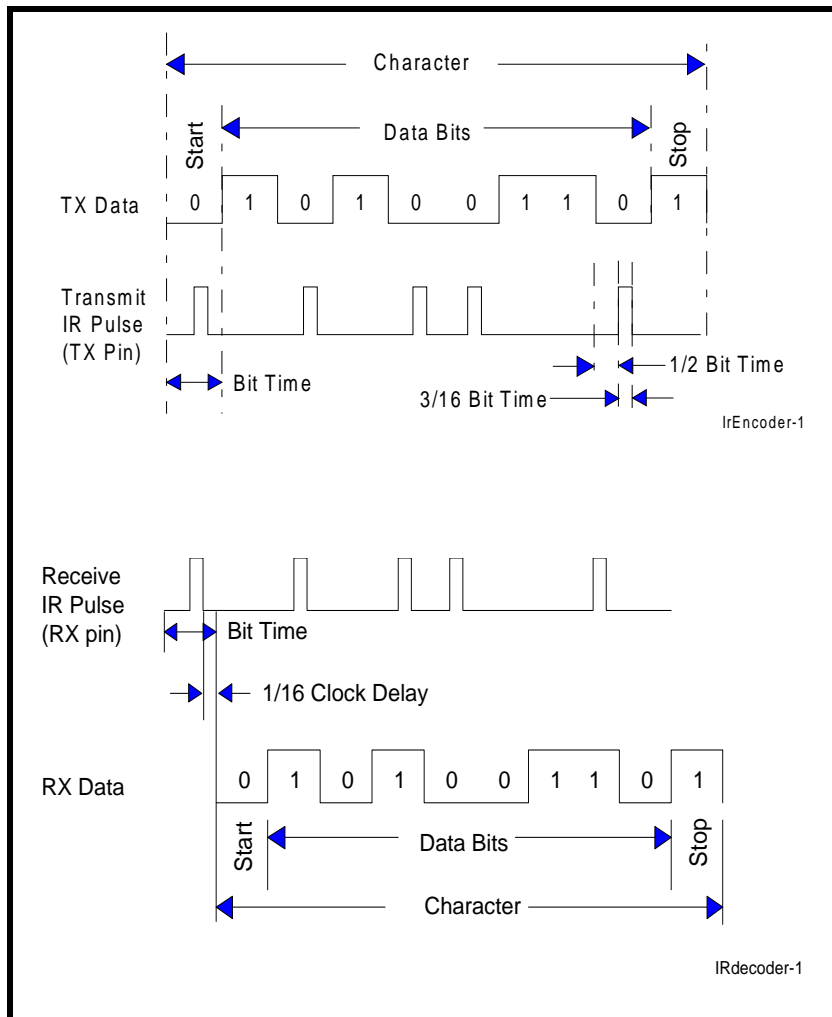 Character
Start
Data Bits
Stop
TX Data
0 1 0 1 0 0 1 1 0 1
Transmit
IR Pulse
(TX Pin)
Bit Time
1/2 Bit Time
3/16 Bit Time
IrEncoder-1
Receive
IR Pulse
(RX pin)
Bit Time
1/16 Clock Delay
RX Data
0 1 0 1 0 0 1 1 0 1
Start
Data Bits
Stop
Character
IRdecoder-1